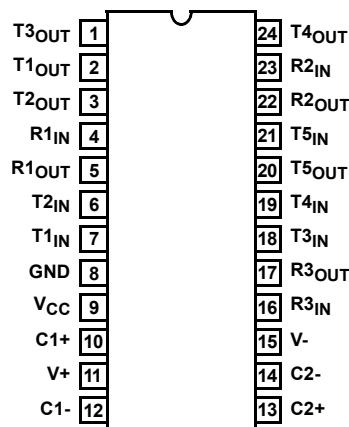 T3OUT 1 24 T4OUT
T1OUT 2 23 R2IN
T2OUT 3 22 R2OUT
R1IN 4 21 T5IN
R1OUT 5 20 T5OUT
T2IN 6 19 T4IN
T1IN 7 18 T3IN
GND 8 17 R3OUT
VCC 9 16 R3IN
C1+ 10 15 V-
V+ 11 14 C2-
C1- 12 13 C2+